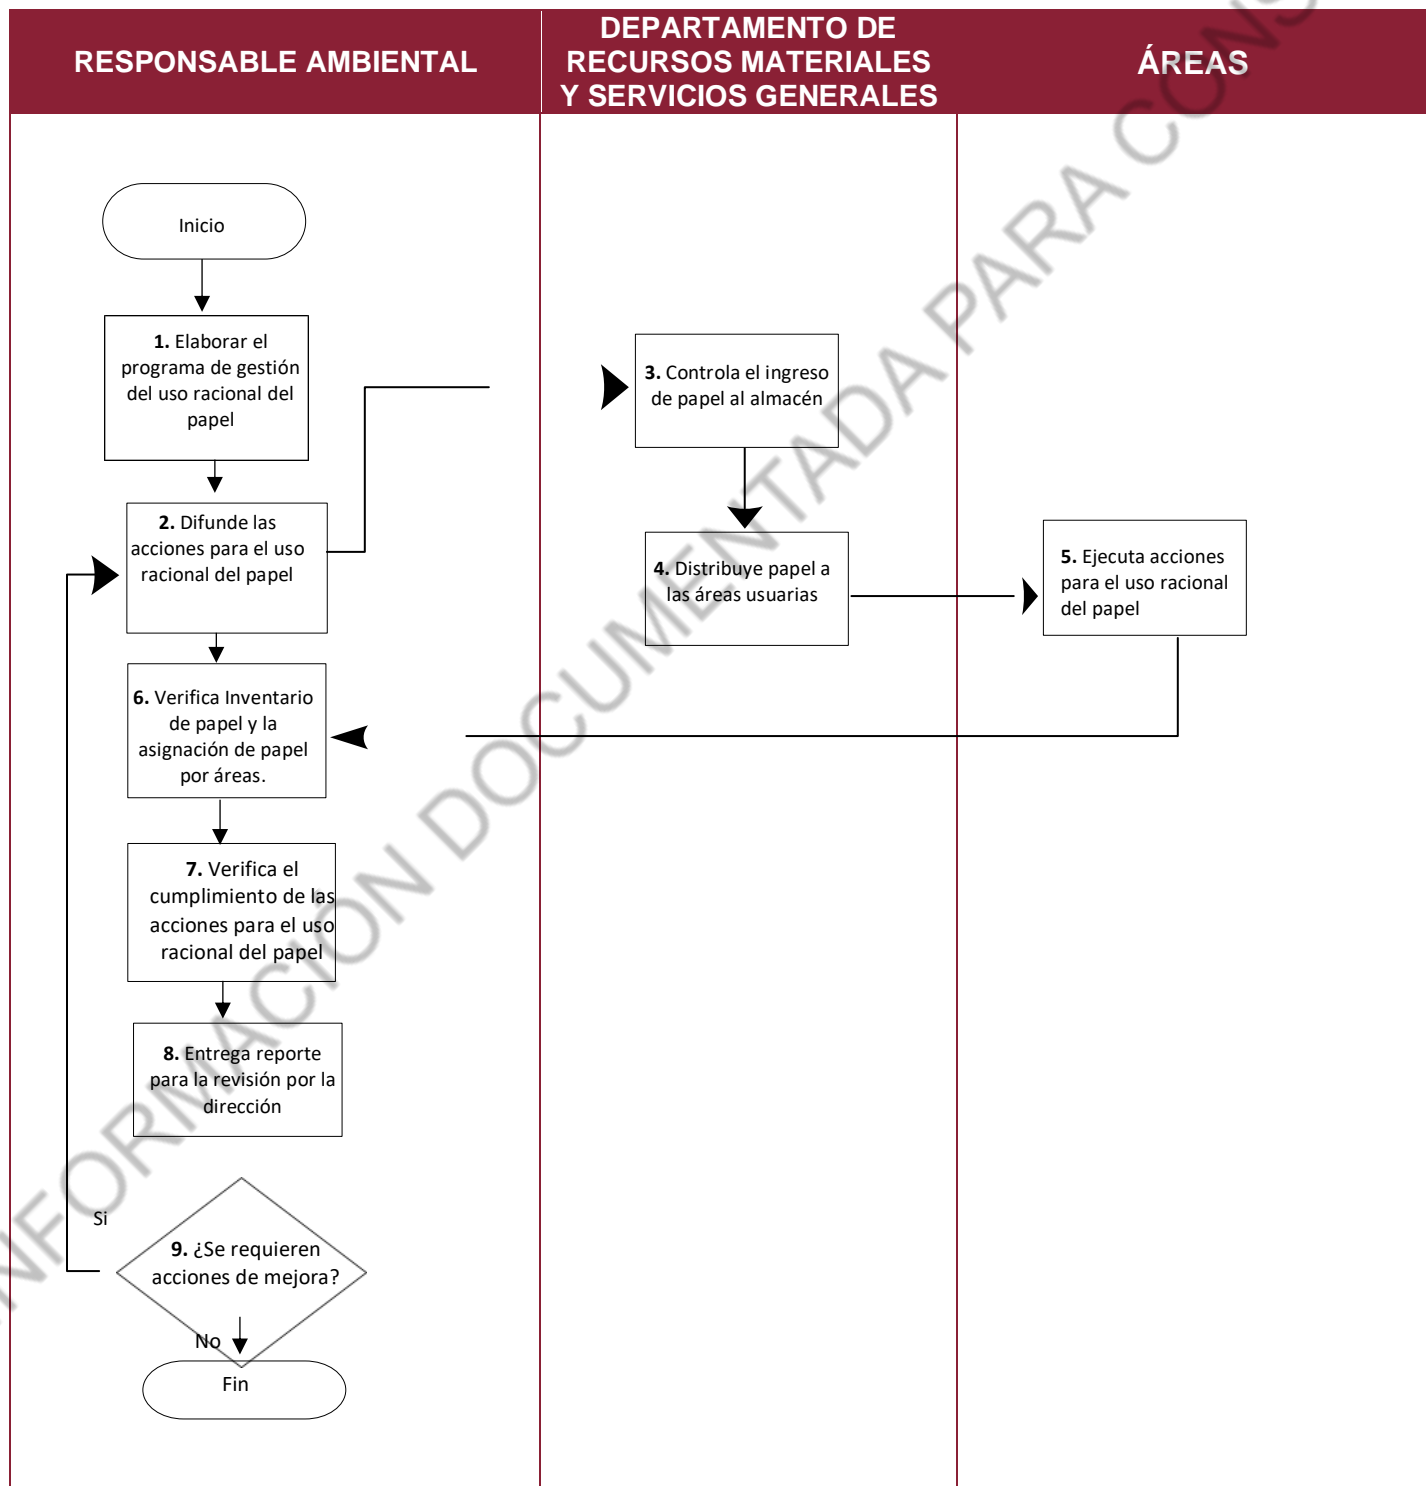 RESPONSABLE AMBIENTAL
DEPARTAMENTO DE
RECURSOS MATERIALES
Y SERVICIOS GENERALES
ÁREAS
Inicio
1. Elaborar el
programa de gestión
del uso racional del
papel
2. Difunde las
acciones para el uso
racional del papel
3. Controla el ingreso
de papel al almacén
4. Distribuye papel a
las áreas usuarias
5. Ejecuta acciones
para el uso racional
del papel
6. Verifica Inventario
de papel y la
asignación de papel
por áreas.
7. Verifica el
cumplimiento de las
acciones para el uso
racional del papel
8. Entrega reporte
para la revisión por la
dirección
Si
9. ¿Se requieren
acciones de mejora?
No
Fin
INFORMACIÓN DOCUMENTADA PARA CONS